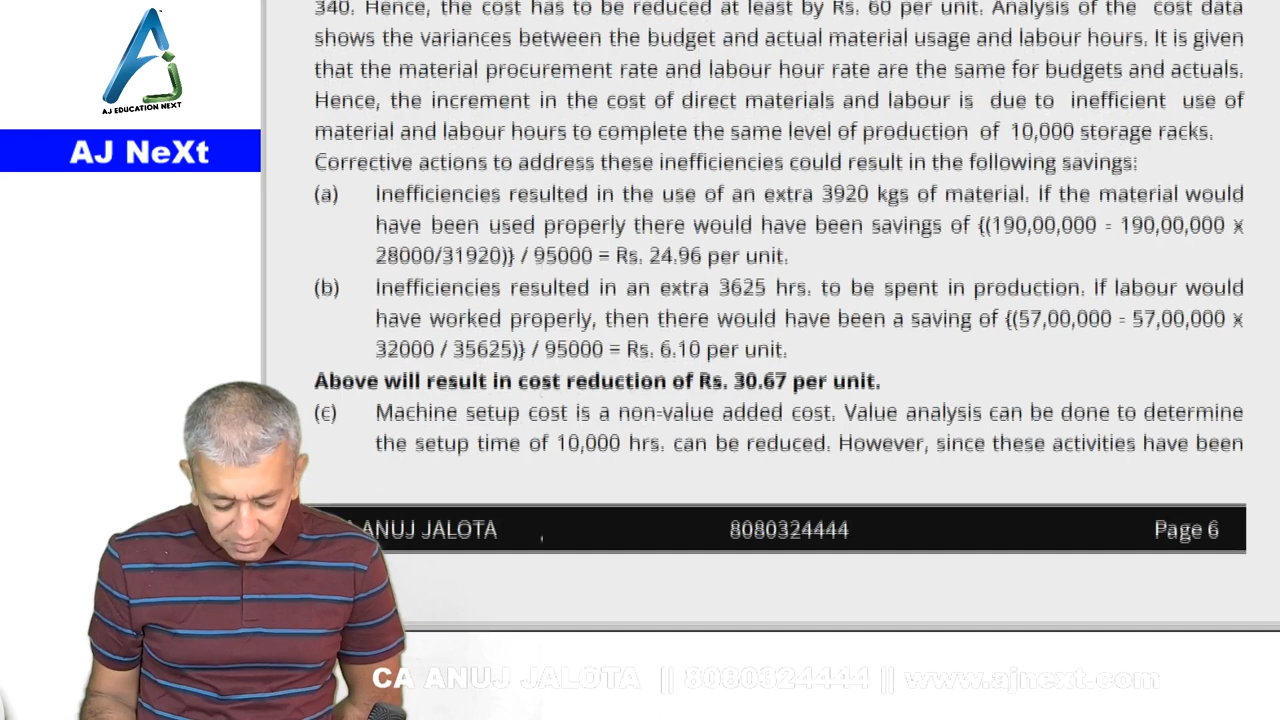 AJ EDUCATION NEXT
AJ NeXt
340. Hence, the cost has to be reduced at least by Rs. 60 per unit. Analysis of the cost data
shows the variances between the budget and actual material usage and labour hours. It is given
that the material procurement rate and labour hour rate are the same for budgets and actuals.
Hence, the increment in the cost of direct materials and labour is due to inefficient use of
material and labour hours to complete the same level of production of 10,000 storage racks.
Corrective actions to address these inefficiencies could result in the following savings:
(a) Inefficiencies resulted in the use of an extra 3920 kgs of material. If the material would
have been used properly there would have been savings of {(190,00,000 - 190,00,000 x
28000/31920)} / 95000 = Rs. 24.96 per unit.
(b) Inefficiencies resulted in an extra 3625 hrs. to be spent in production. If labour would
have worked properly, then there would have been a saving of {(57,00,000 - 57,00,000 x
32000 / 35625)} / 95000 = Rs. 6.10 per unit.
Above will result in cost reduction of Rs. 30.67 per unit.
(c) Machine setup cost is a non-value added cost. Value analysis can be done to determine
the setup time of 10,000 hrs. can be reduced. However, since these activities have been
ANUJ JALOTA 8080324444 Page 6
CA ANUJ JALOTA || 8080324444 || www.ajnext.com